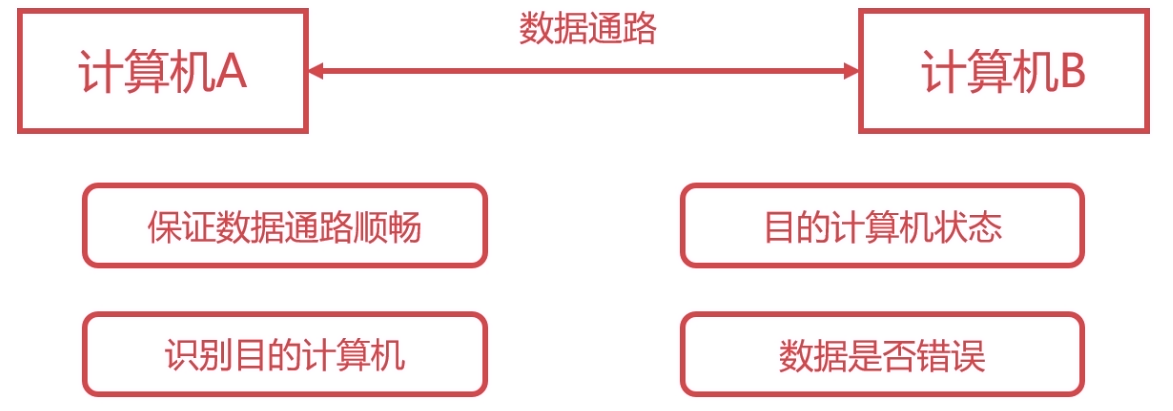 数据通路
计算机A
计算机B
保证数据通路顺畅
目的计算机状态
识别目的计算机
数据是否错误